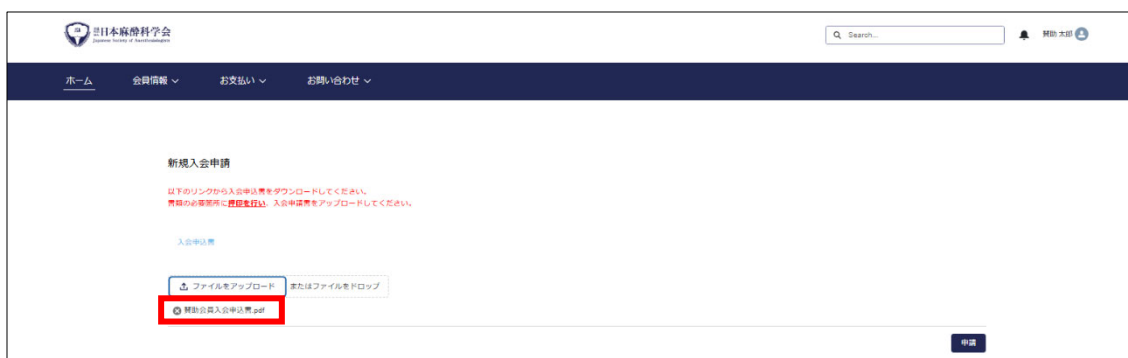 日本麻酔科学会
Japanese Society of Anesthesiologists
Search...
賛助 太郎
ホーム
会員情報
お支払い
お問い合わせ
新規入会申請
以下のリンクから入会申込書をダウンロードしてください。
書類の必要箇所に押印を行い、入会申請書をアップロードしてください。
入会申込書
ファイルをアップロード
またはファイルをドロップ
賛助会員入会申込書.pdf
申請